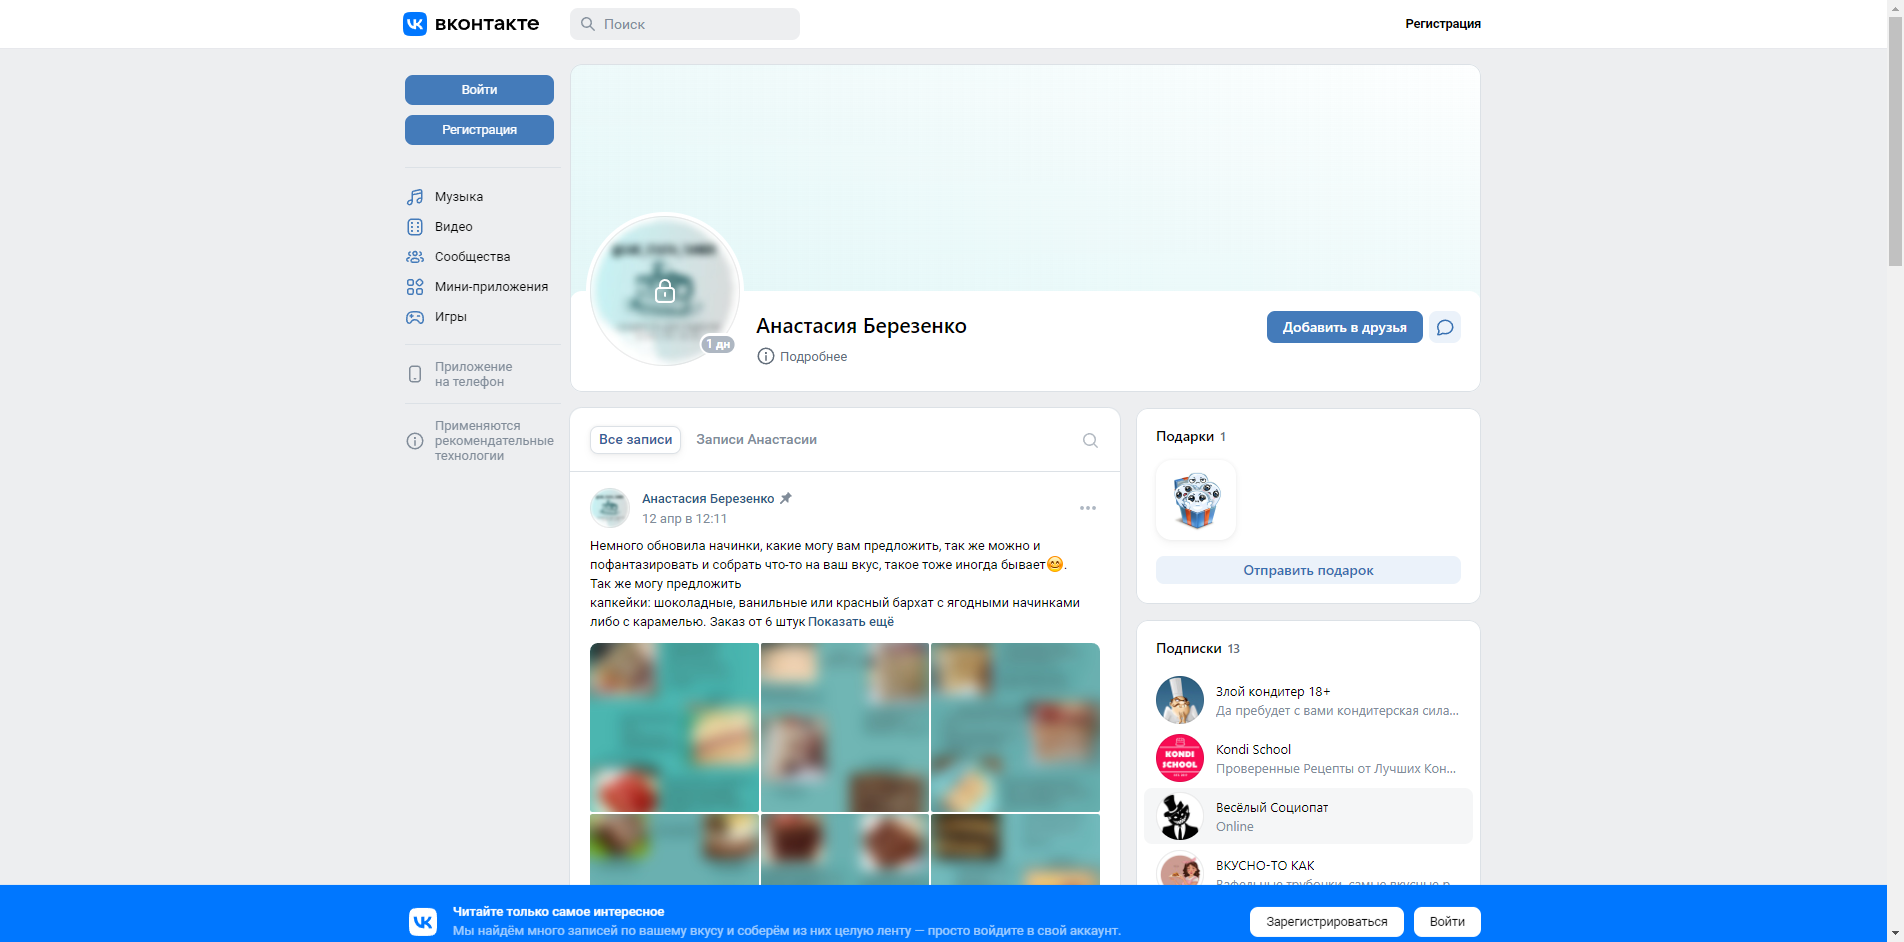 вконтакте
Поиск
Регистрация
Войти
Регистрация
Музыка
Видео
Сообщества
Мини-приложения
Игры
Приложение
на телефон
Применяются
рекомендательные
технологии
1 дн
Анастасия Березенко
Подробнее
Добавить в друзья
Все записи
Записи Анастасии
Анастасия Березенко
12 апр в 12:11
Немного обновила начинки, какие могу вам предложить, так же можно и
пофантазировать и собрать что-то на ваш вкус, такое тоже иногда бывает😊.
Так же могу предложить
капкейки: шоколадные, ванильные или красный бархат с ягодными начинками
либо с карамелью. Заказ от 6 штук Показать ещё
Подарки 1
Отправить подарок
Подписки 13
Злой кондитер 18+
Да пребудет с вами кондитерская сила...
KONDI
SCHOOL
Kondi School
Проверенные Рецепты от Лучших Кон...
Весёлый Социопат
Online
ВКУСНО-ТО КАК
Вафельные трубочки, самые вкусные р...
Читайте только самое интересное
Мы найдём много записей по вашему вкусу и соберём из них целую ленту — просто войдите в свой аккаунт.
Зарегистрироваться
Войти